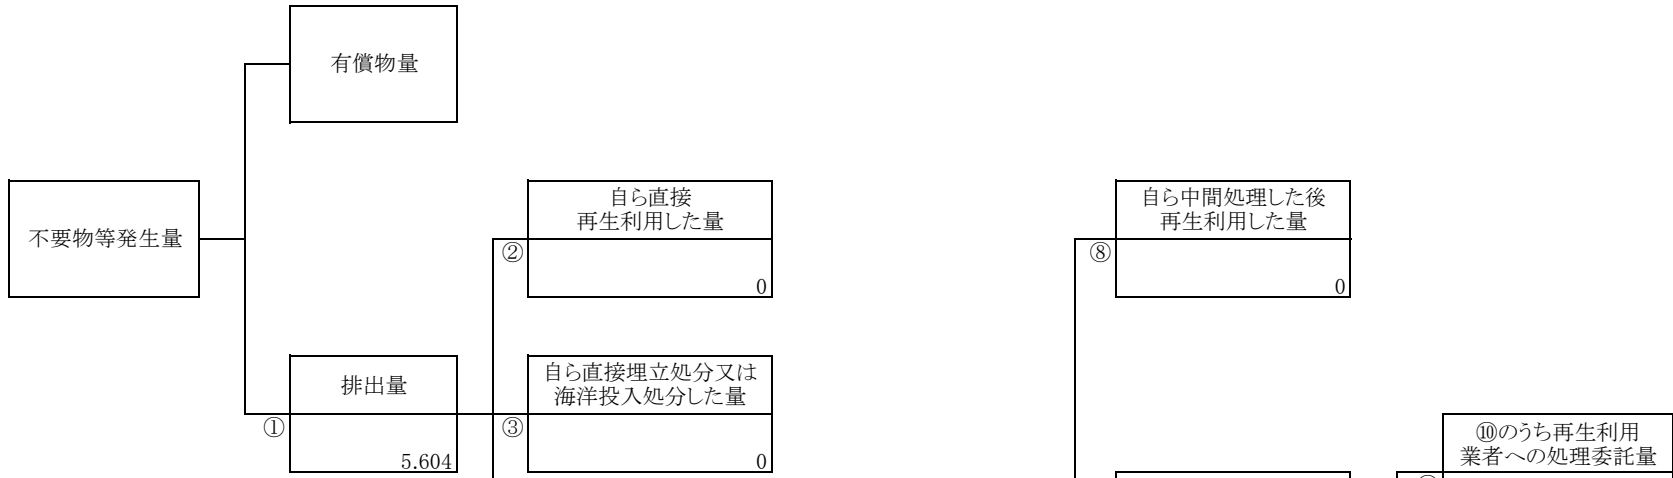 有償物量
不要物等発生量
自ら直接
再生利用した量
②
0
自ら中間処理した後
再生利用した量
⑧
0
排出量
①
5.604
自ら直接埋立処分又は
海洋投入処分した量
③
0
⑩のうち再生利用
業者への処理委託量